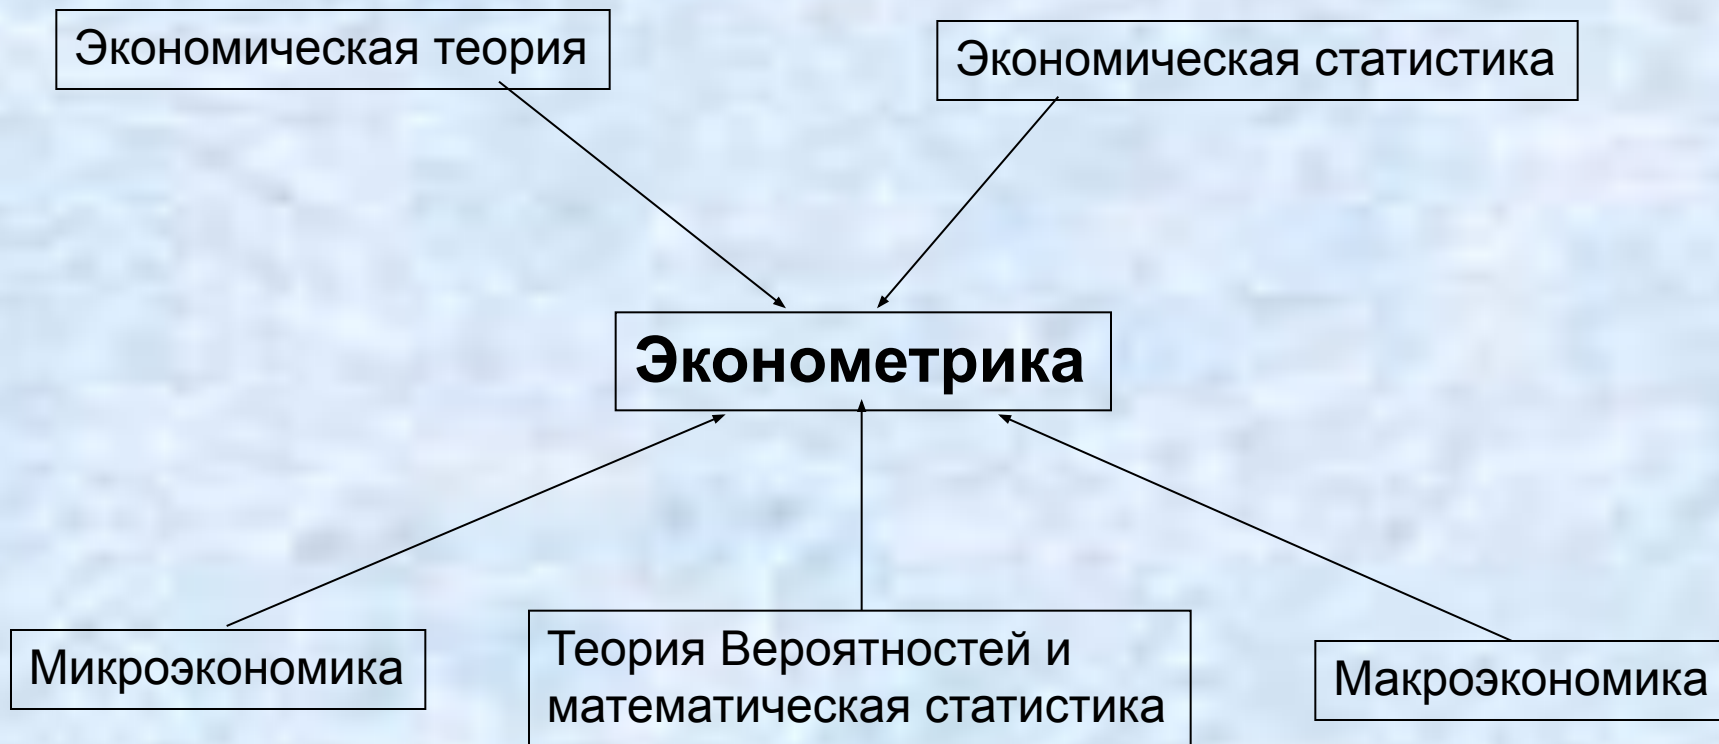 Экономическая теория
Экономическая статистика
Эконометрика
Микроэкономика
Теория Вероятностей и
математическая статистика
Макроэкономика